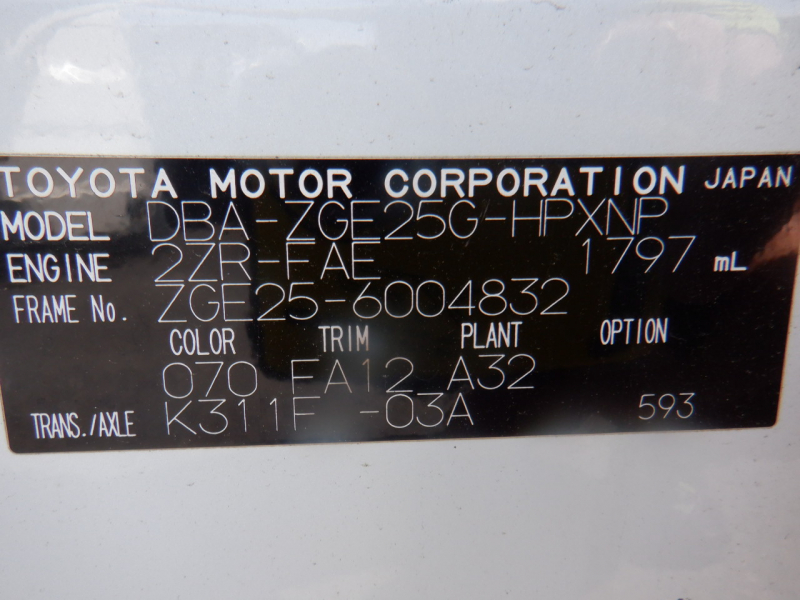 TOYOTA MOTOR CORPORATION JAPAN
MODEL DBA-ZGE25G-HPXNP
ENGINE 2ZR-FAE 1797 mL
FRAME No. ZGE25-6004832
COLOR TRIM PLANT OPTION
070 FA12 A32
TRANS./AXLE K311F -03A 593